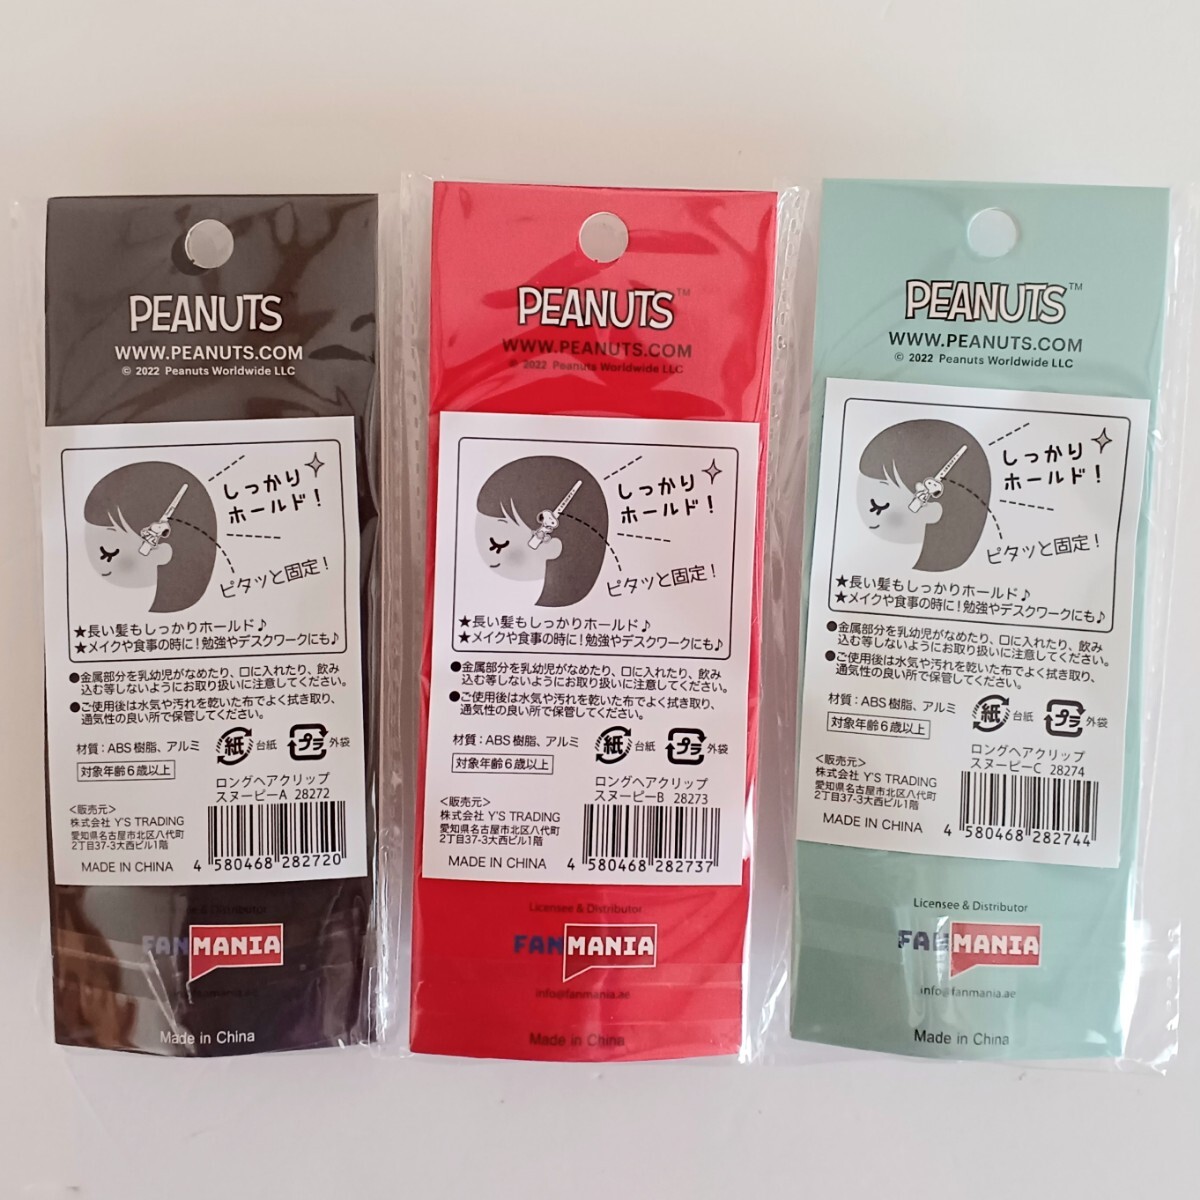 PEANUTS
WWW.PEANUTS.COM
© 2022 Peanuts Worldwide LLC
しっかり
ホールド!
ピタッと固定!
★長い髪もしっかりホールド♪
★メイクや食事の時に!勉強やデスクワークにも♪
●金属部分を乳幼児がなめたり、口に入れたり、飲み
込む等しないようにお取り扱いに注意してください。
●ご使用後は水気や汚れを乾いた布でよく拭き取り、
通気性の良い所で保管してください。
材質:ABS樹脂、アルミ
紙 台紙 プラ 外袋
対象年齢6歳以上
ロングヘアクリップ
スヌーピーA 28272
<販売元>
株式会社 Y'S TRADING
愛知県名古屋市北区八代町
2丁目37-3大西ビル1階
MADE IN CHINA
4 580468 282720
Licensee & Distributor
FANMANIA
Made in China
PEANUTS™
WWW.PEANUTS.COM
© 2022 Peanuts Worldwide LLC
しっかり
ホールド!
ピタッと固定!
★長い髪もしっかりホールド♪
★メイクや食事の時に!勉強やデスクワークにも♪
●金属部分を乳幼児がなめたり、口に入れたり、飲み
込む等しないようにお取り扱いに注意してください。
●ご使用後は水気や汚れを乾いた布でよく拭き取り、
通気性の良い所で保管してください。
材質:ABS樹脂、アルミ
紙 台紙 プラ 外袋
対象年齢6歳以上
ロングヘアクリップ
スヌーピーB 28273
<販売元>
株式会社 Y'S TRADING
愛知県名古屋市北区八代町
2丁目37-3大西ビル1階
MADE IN CHINA
4 580468 282737
Licensee & Distributor
FANMANIA
info@fanmania.ae
Made in China
PEANUTS™
WWW.PEANUTS.COM
© 2022 Peanuts Worldwide LLC
しっかり
ホールド!
ピタッと固定!
★長い髪もしっかりホールド♪
★メイクや食事の時に!勉強やデスクワークにも♪
●金属部分を乳幼児がなめたり、口に入れたり、飲み
込む等しないようにお取り扱いに注意してください。
●ご使用後は水気や汚れを乾いた布でよく拭き取り、
通気性の良い所で保管してください。
材質:ABS樹脂、アルミ
紙 台紙 プラ 外袋
対象年齢6歳以上
ロングヘアクリップ
スヌーピーC 28274
<販売元>
株式会社 Y'S TRADING
愛知県名古屋市北区八代町
2丁目37-3大西ビル1階
MADE IN CHINA
4 580468 282744
Licensee & Distributor
FANMANIA
info@fanmania.ae
Made in China